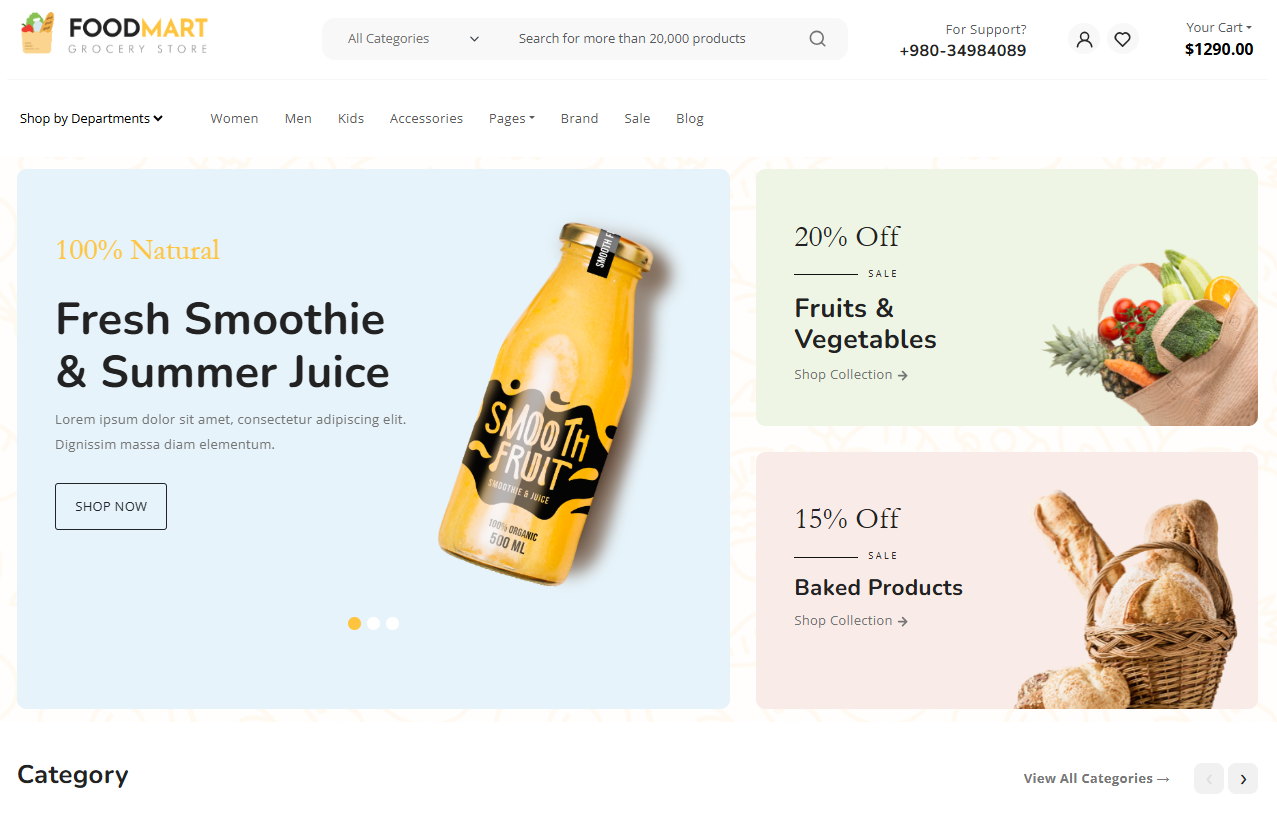 FOODMART
GROCERY STORE
All Categories
Search for more than 20,000 products
For Support?
+980-34984089
Your Cart
$1290.00
Shop by Departments
Women
Men
Kids
Accessories
Pages
Brand
Sale
Blog
100% Natural
Fresh Smoothie
& Summer Juice
Lorem ipsum dolor sit amet, consectetur adipiscing elit.
Dignissim massa diam elementum.
SHOP NOW
SMOOTH F
SMOOTH
FRUIT
SMOOTHIE & JUICE
100% ORGANIC
500 ML
20% Off
SALE
Fruits &
Vegetables
Shop Collection →
15% Off
SALE
Baked Products
Shop Collection →
Category
View All Categories →